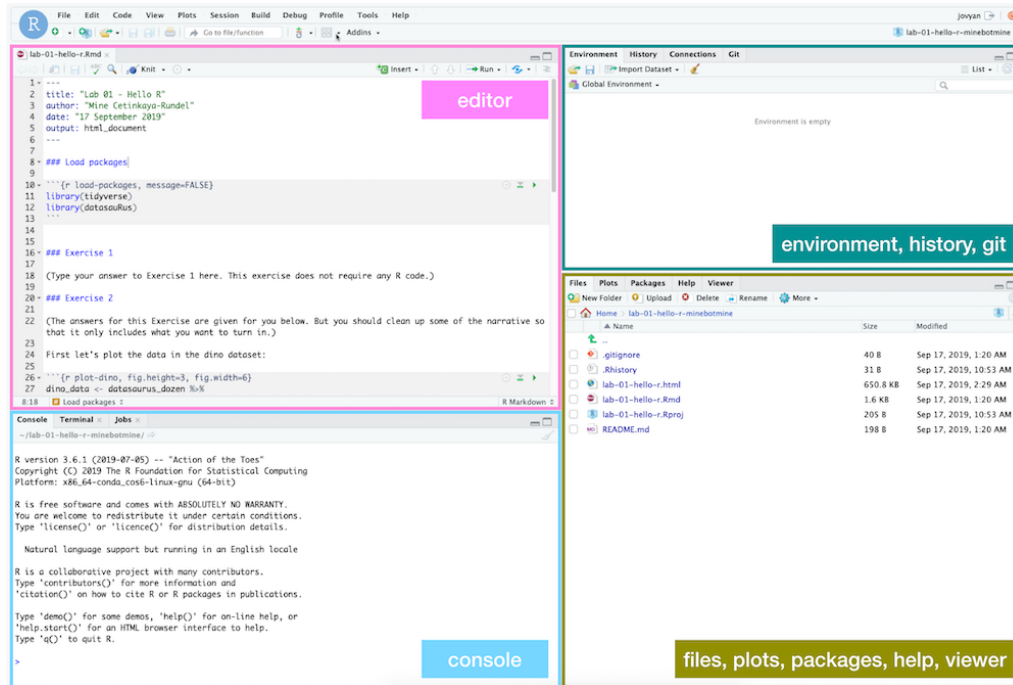 File Edit Code View Plots Session Build Debug Profile Tools Help
jovyan
R
Go to file/function
Addins
lab-01-hello-r-minebotmine
lab-01-hello-r.Rmd
Knit
Insert
Run
1 ---
2 title: "Lab 01 - Hello R"
3 author: "Mine Cetinkaya-Rundel"
4 date: "17 September 2019"
5 output: html_document
6 ---
7
8 ### Load packages
9
10 ```{r load-packages, message=FALSE}
11 library(tidyverse)
12 library(datasauRus)
13 ```
14
15
16 ### Exercise 1
17
18 (Type your answer to Exercise 1 here. This exercise does not require any R code.)
19
20 ### Exercise 2
21
22 (The answers for this Exercise are given for you below. But you should clean up some of the narrative so
that it only includes what you want to turn in.)
23
24 First let's plot the data in the dino dataset:
25
26 ```{r plot-dino, fig.height=3, fig.width=6}
27 dino_data <- datasaurus_dozen %>%
8:18 Load packages
R Markdown
editor
Console Terminal Jobs
~/lab-01-hello-r-minebotmine/
R version 3.6.1 (2019-07-05) -- "Action of the Toes"
Copyright (C) 2019 The R Foundation for Statistical Computing
Platform: x86_64-conda_cos6-linux-gnu (64-bit)
R is free software and comes with ABSOLUTELY NO WARRANTY.
You are welcome to redistribute it under certain conditions.
Type 'license()' or 'licence()' for distribution details.
Natural language support but running in an English locale
R is a collaborative project with many contributors.
Type 'contributors()' for more information and
'citation()' on how to cite R or R packages in publications.
Type 'demo()' for some demos, 'help()' for on-line help, or
'help.start()' for an HTML browser interface to help.
Type 'q()' to quit R.
>
console
Environment History Connections Git
Import Dataset
List
Global Environment
Environment is empty
environment, history, git
Files Plots Packages Help Viewer
New Folder Upload Delete Rename More
Home lab-01-hello-r-minebotmine
Name Size Modified
..
.gitignore 40 B Sep 17, 2019, 1:20 AM
.Rhistory 31 B Sep 17, 2019, 10:53 AM
lab-01-hello-r.html 650.8 KB Sep 17, 2019, 2:29 AM
lab-01-hello-r.Rmd 1.6 KB Sep 17, 2019, 1:20 AM
lab-01-hello-r.Rproj 205 B Sep 17, 2019, 10:53 AM
README.md 198 B Sep 17, 2019, 1:20 AM
files, plots, packages, help, viewer